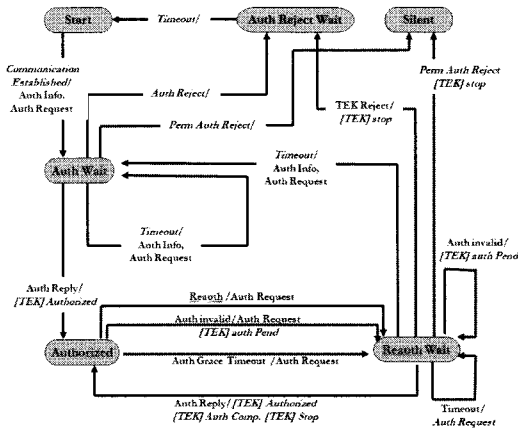 Start
Timeout/
Auth Reject Wait
Silent
Communication
Established/
Auth Info,
Auth Request
Auth Reject/
TEK Reject/
[TEK] stop
Perm Auth Reject
[TEK] stop
Perm Auth Reject/
Auth Wait
Timeout/
Auth Info,
Auth Request
Timeout/
Auth Info,
Auth Request
Auth invalid/
[TEK] auth Pend
Auth Reply/
[TEK] Authorized
Reauth /Auth Request
Auth invalid/Auth Request
[TEK] auth Pend
Authorized
Reauth Wait
Auth Grace Timeout /Auth Request
Auth Reply/ [TEK] Authorized
[TEK] Auth Comp. [TEK] Stop
Timeout/
Auth Request